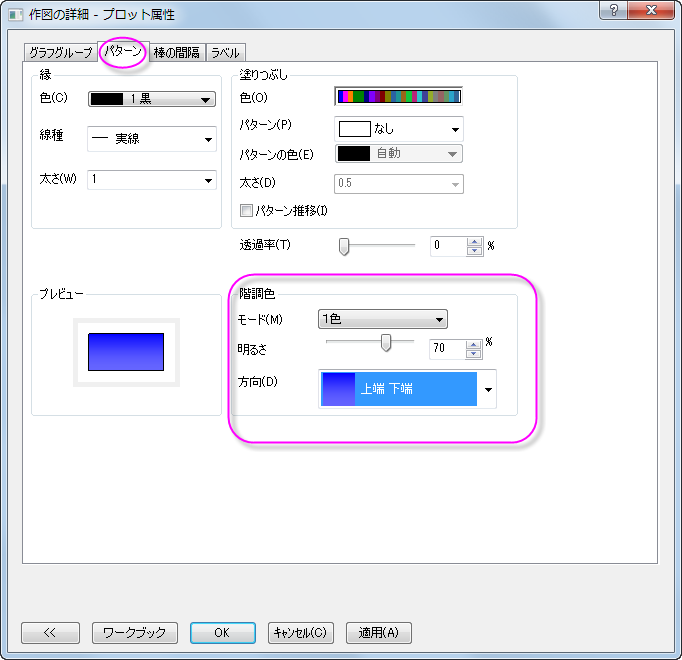 作図の詳細 - プロット属性
グラフグループ パターン 棒の間隔 ラベル
縁
色(C) 1 黒
線種 実線
太さ(W) 1
塗りつぶし
色(O)
パターン(P) なし
パターンの色(E) 自動
太さ(D) 0.5
パターン推移(I)
透過率(T) 0 %
プレビュー
階調色
モード(M) 1色
明るさ 70 %
方向(D) 上端 下端
<< ワークブック OK キャンセル(C) 適用(A)